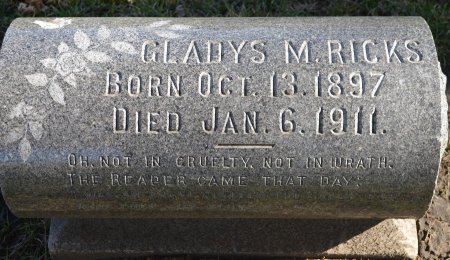 GLADYS M. RICKS
BORN OCT. 13. 1897
DIED JAN. 6. 1911.
OH, NOT IN CRUELTY, NOT IN WRATH,
THE REAPER CAME THAT DAY;